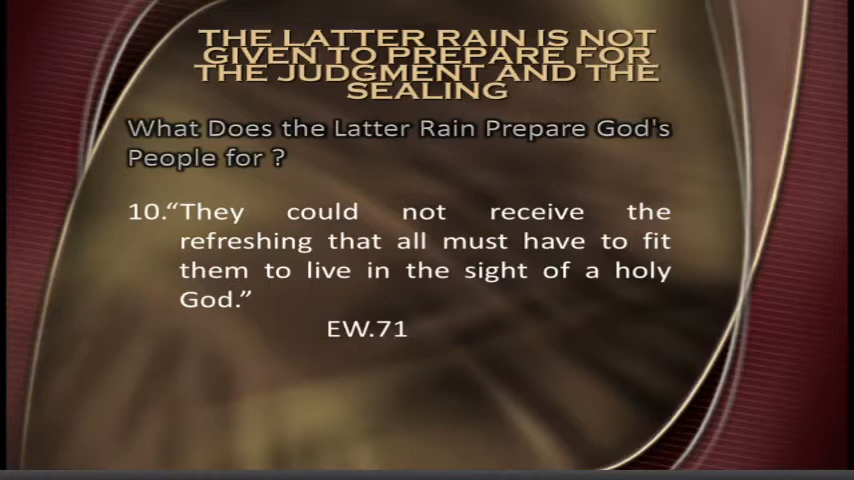 THE LATTER RAIN IS NOT
GIVEN TO PREPARE FOR
THE JUDGMENT AND THE
SEALING
What Does the Latter Rain Prepare God's
People for ?
10.“They could not receive the
refreshing that all must have to fit
them to live in the sight of a holy
God.”
EW.71